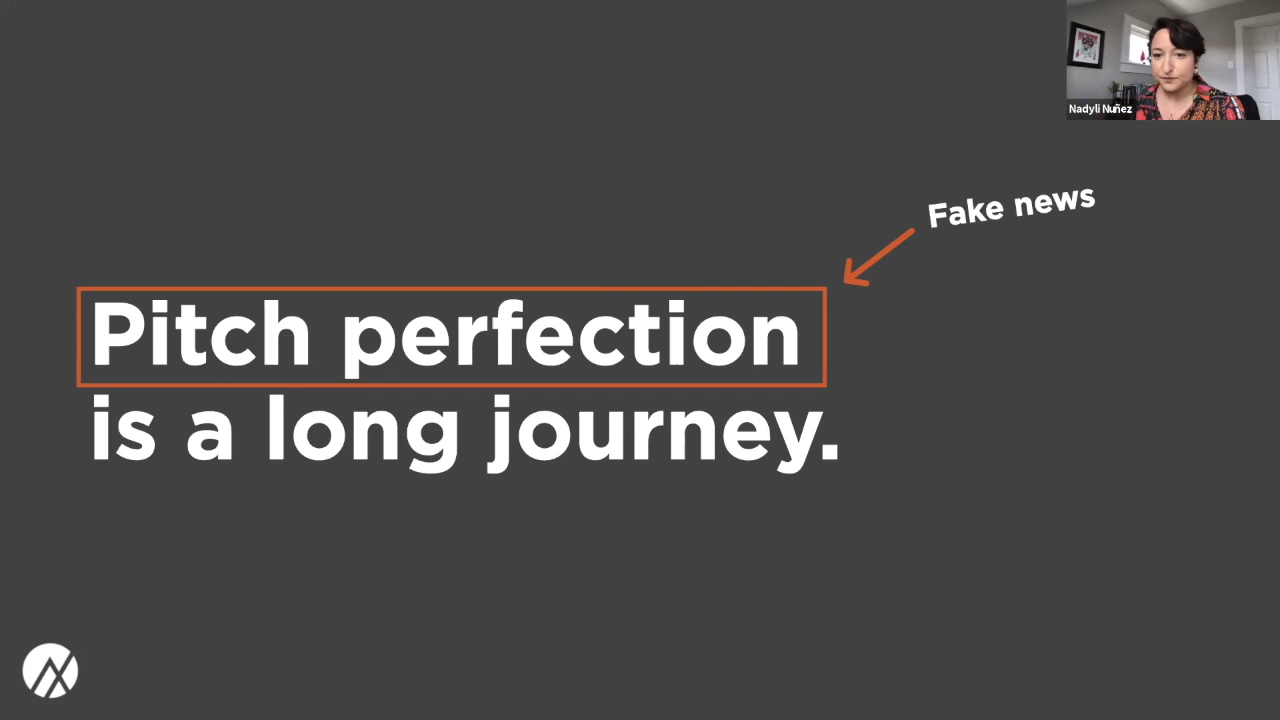 Nadyli Nuñez
Fake news
Pitch perfection
is a long journey.